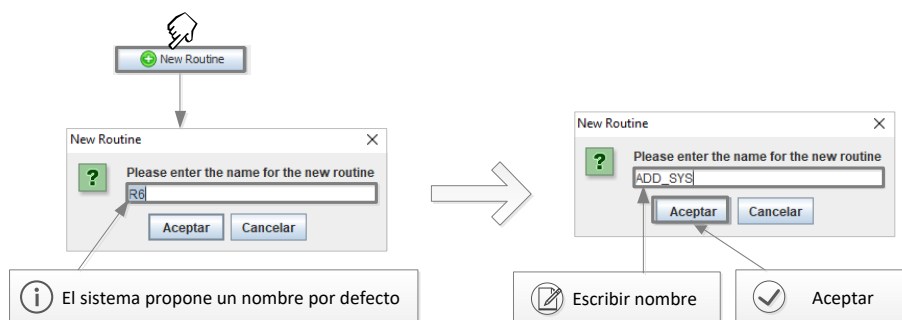 New Routine
New Routine
Please enter the name for the new routine
R6
Aceptar
Cancelar
El sistema propone un nombre por defecto
New Routine
Please enter the name for the new routine
ADD_SYS
Aceptar
Cancelar
Escribir nombre
Aceptar